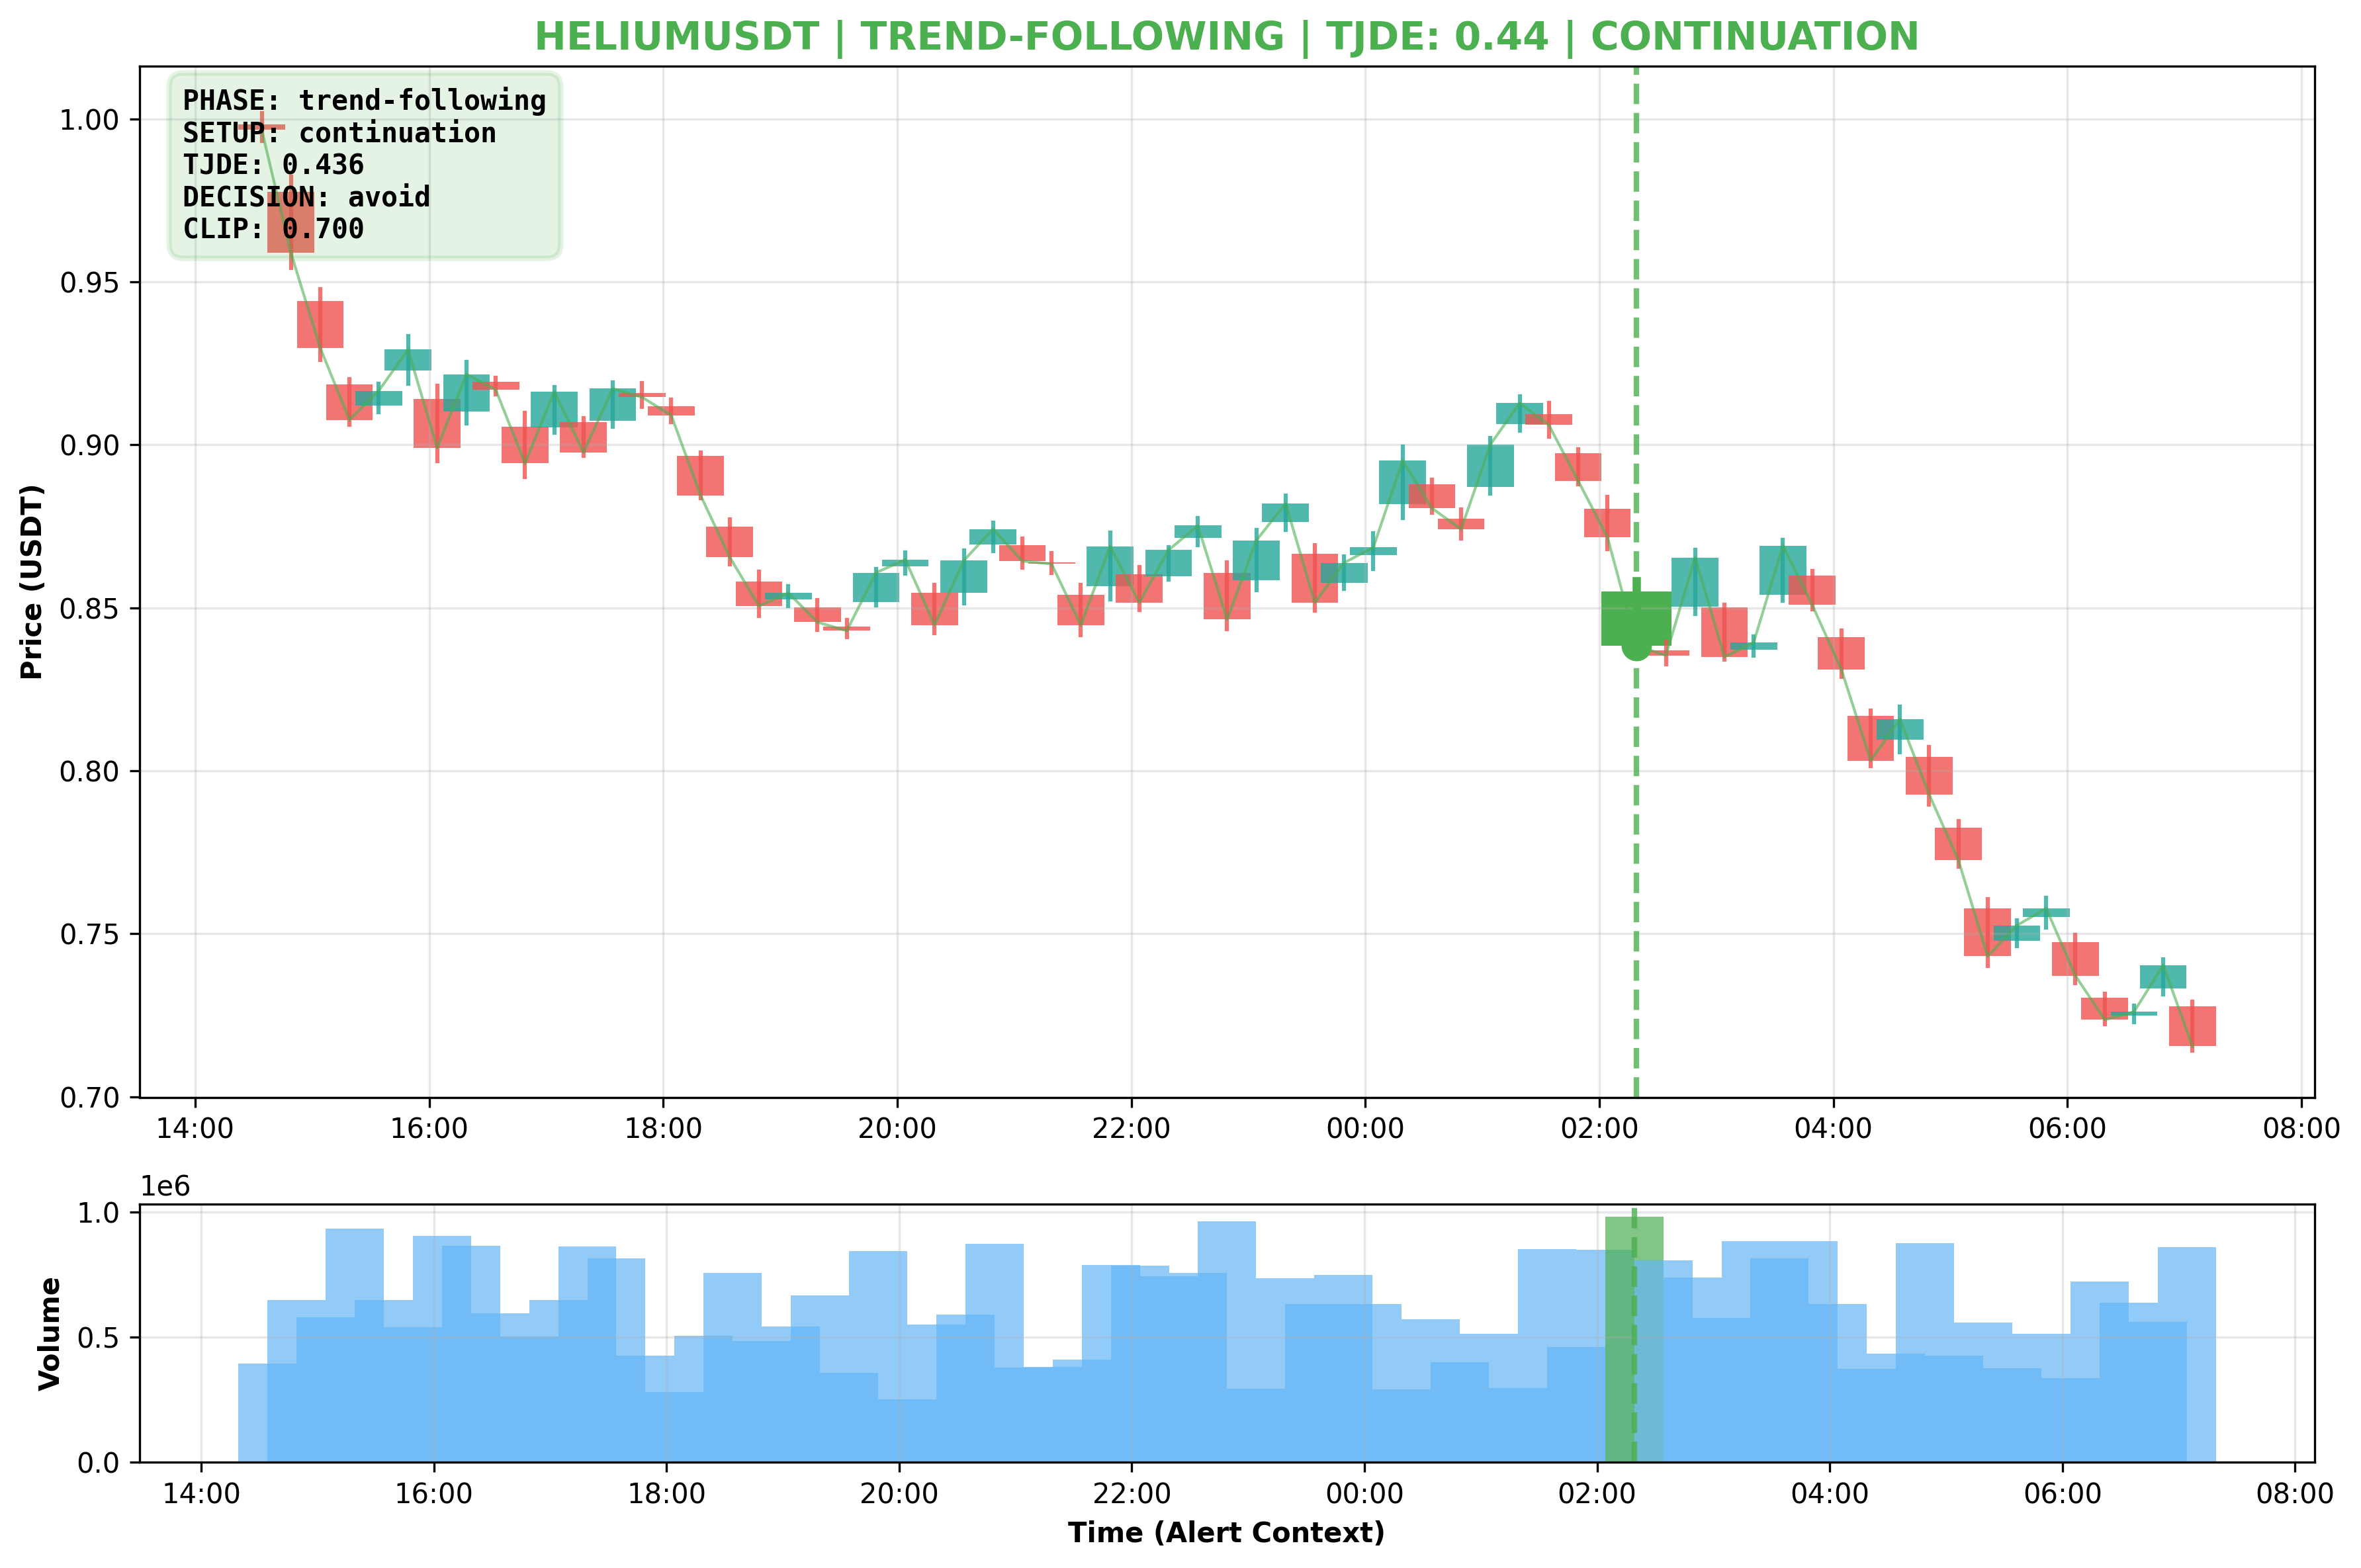 HELIUMUSDT | TREND-FOLLOWING | TJDE: 0.44 | CONTINUATION
PHASE: trend-following
SETUP: continuation
TJDE: 0.436
DECISION: avoid
CLIP: 0.700
Price (USDT)
1.00
0.95
0.90
0.85
0.80
0.75
0.70
14:00 16:00 18:00 20:00 22:00 00:00 02:00 04:00 06:00 08:00
1e6
Volume
1.0
0.5
0.0
14:00 16:00 18:00 20:00 22:00 00:00 02:00 04:00 06:00 08:00
Time (Alert Context)